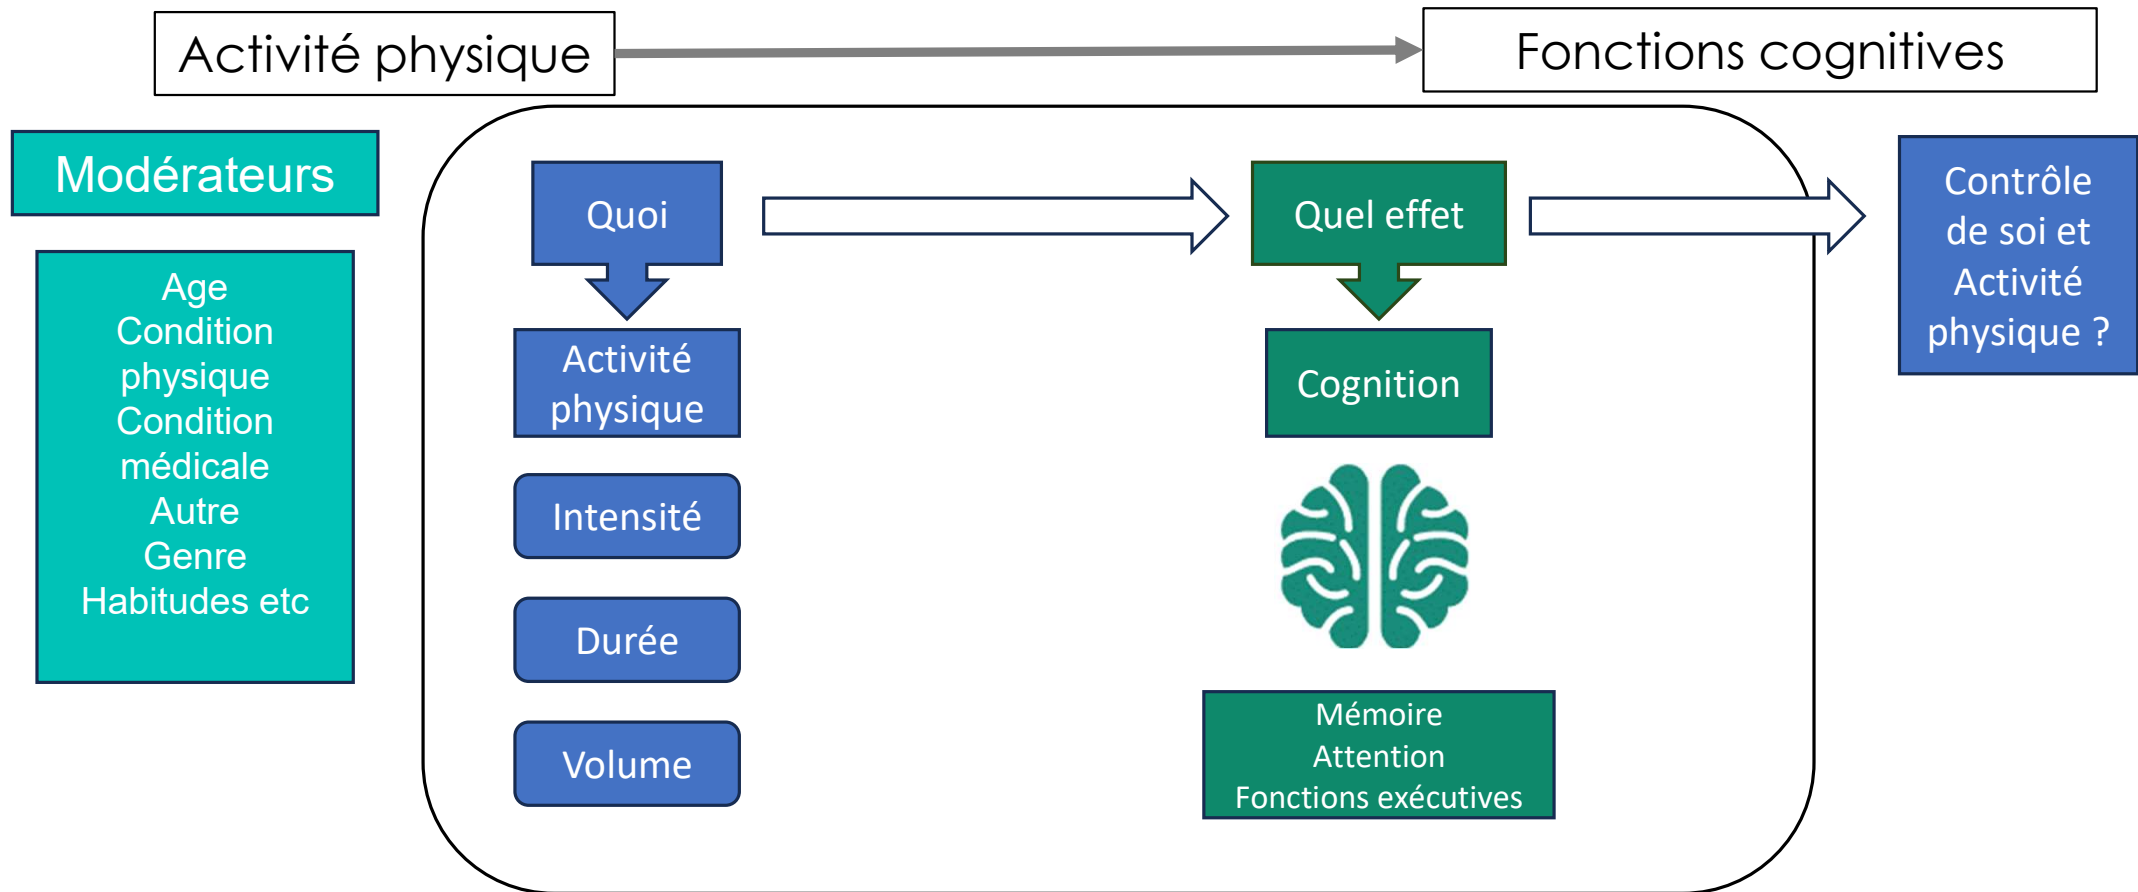 Activité physique
Fonctions cognitives
Modérateurs
Age
Condition
physique
Condition
médicale
Autre
Genre
Habitudes etc
Quoi
Activité
physique
Intensité
Durée
Volume
Quel effet
Cognition
Mémoire
Attention
Fonctions exécutives
Contrôle
de soi et
Activité
physique ?